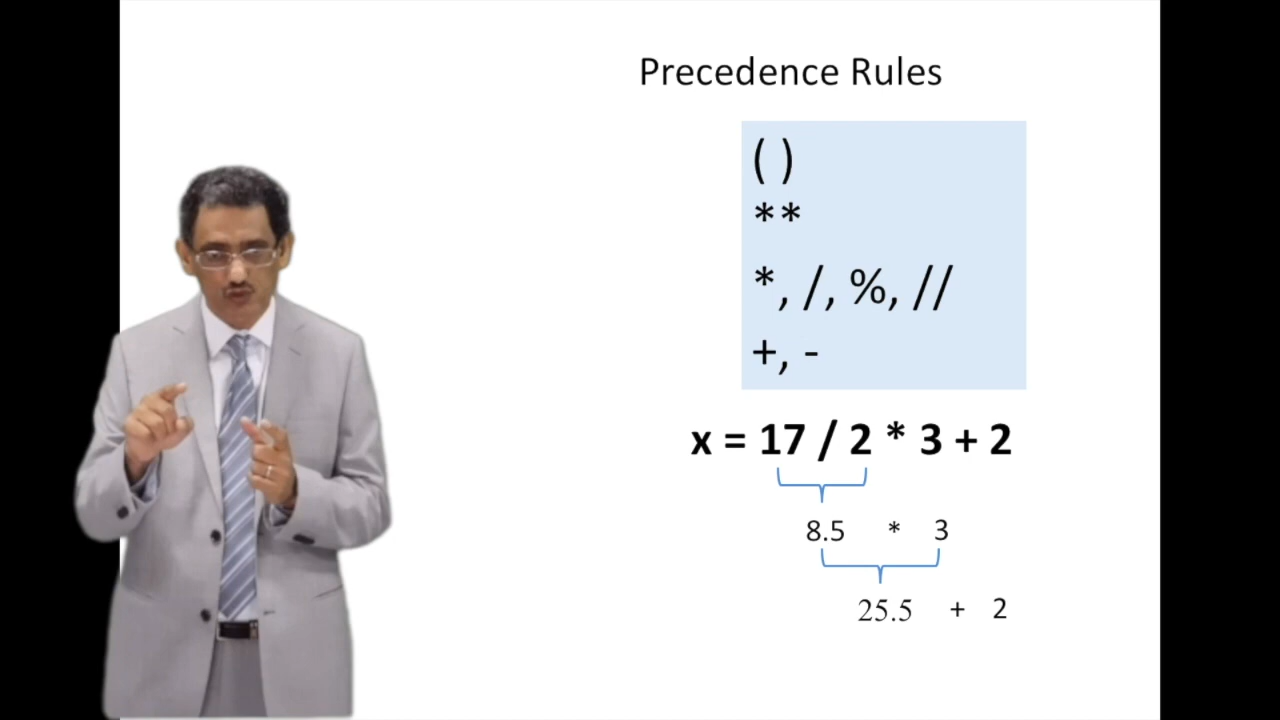 Precedence Rules
( )
**
*, /, %, //
+, -
x = 17 / 2 * 3 + 2
8.5 * 3
25.5 + 2